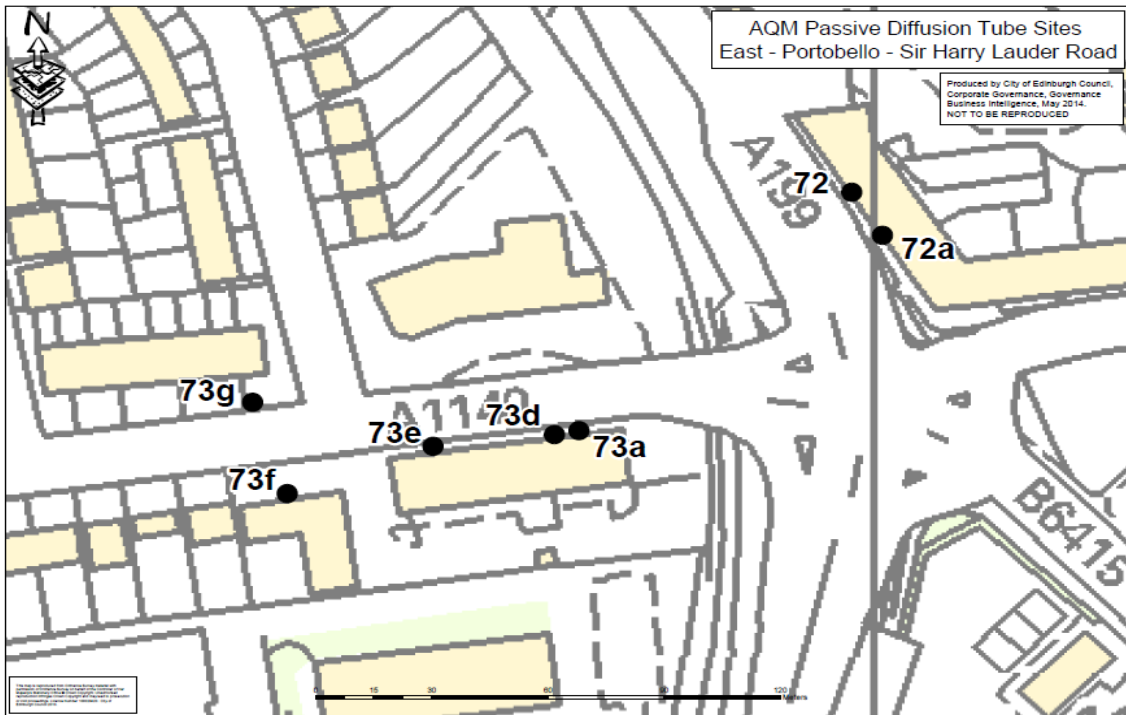 N
AQM Passive Diffusion Tube Sites
East - Portobello - Sir Harry Lauder Road
Produced by City of Edinburgh Council,
Corporate Governance, Governance
Business Intelligence, May 2014.
NOT TO BE REPRODUCED
A199
72
72a
73g
A1140
73e
73d
73a
73f
B6415
0 15 30 60 90 120
Meters